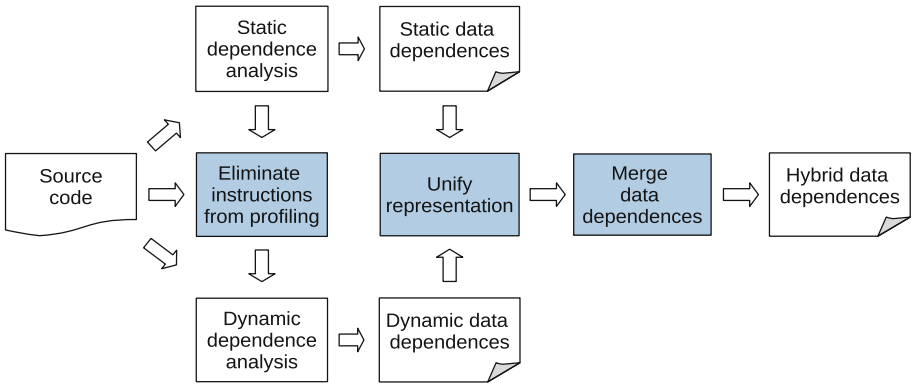 Source
code
Static
dependence
analysis
Static data
dependences
Eliminate
instructions
from profiling
Unify
representation
Merge
data
dependences
Hybrid data
dependences
Dynamic
dependence
analysis
Dynamic data
dependences